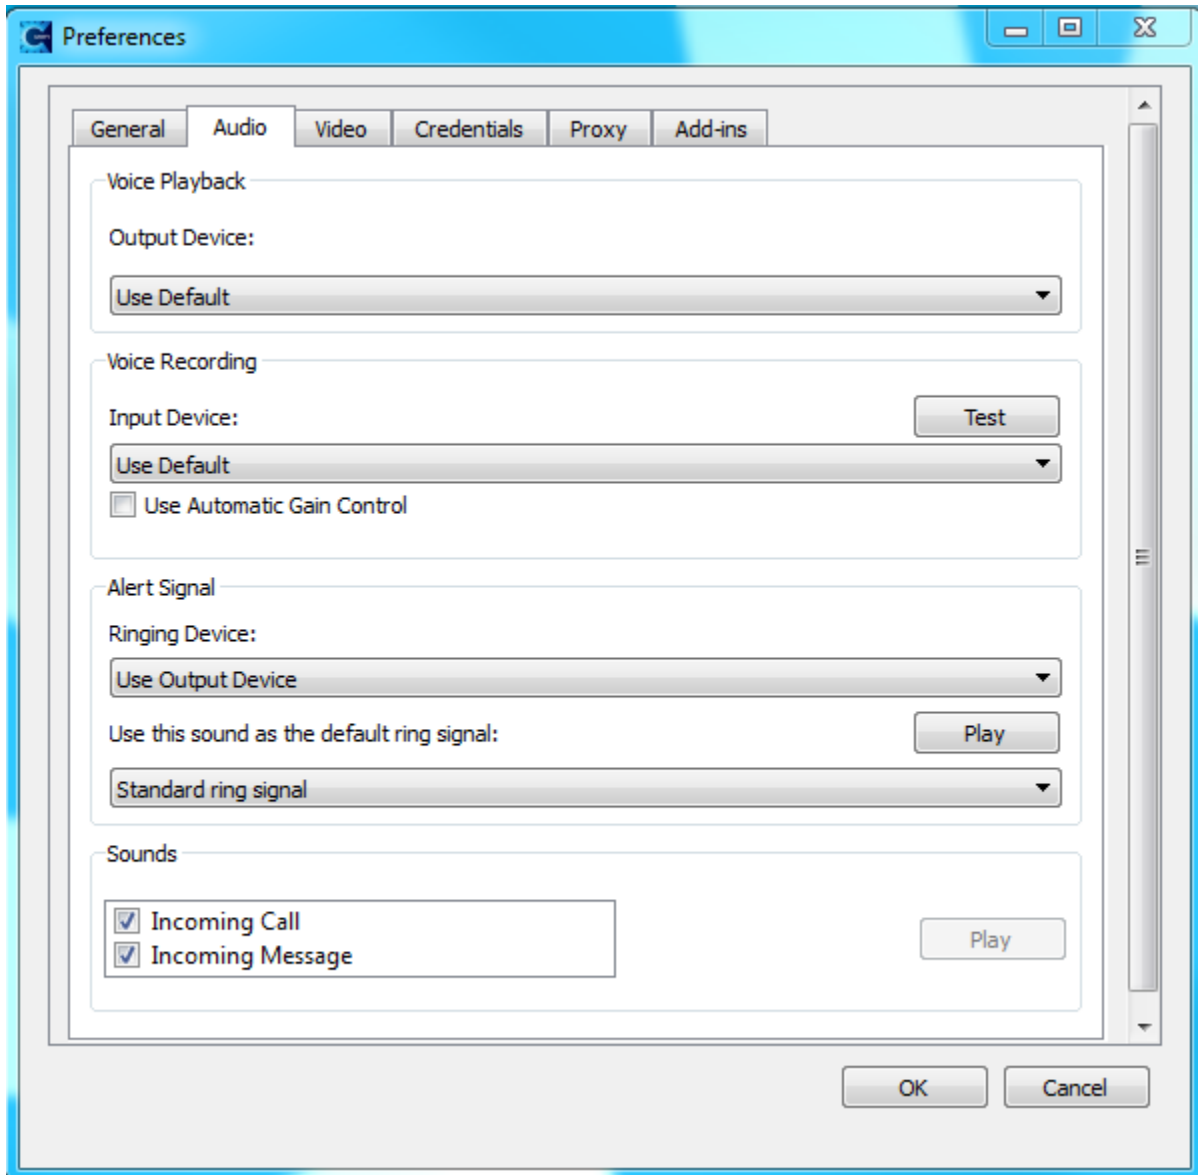 Preferences
General Audio Video Credentials Proxy Add-ins
Voice Playback
Output Device:
Use Default
Voice Recording
Input Device: Test
Use Default
Use Automatic Gain Control
Alert Signal
Ringing Device:
Use Output Device
Use this sound as the default ring signal: Play
Standard ring signal
Sounds
Incoming Call
Incoming Message
Play
OK Cancel